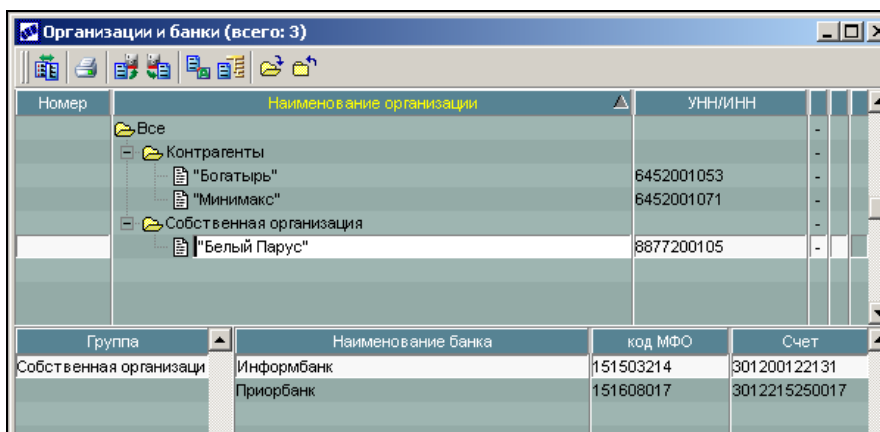 Организации и банки (всего: 3)
Номер Наименование организации УНН/ИНН
Все -
Контрагенты -
"Богатырь" 6452001053 -
"Минимакс" 6452001071 -
Собственная организация -
"Белый Парус" 8877200105 -
Группа Наименование банка код МФО Счет
Собственная организаци Информбанк 151503214 301200122131
Приорбанк 151608017 3012215250017